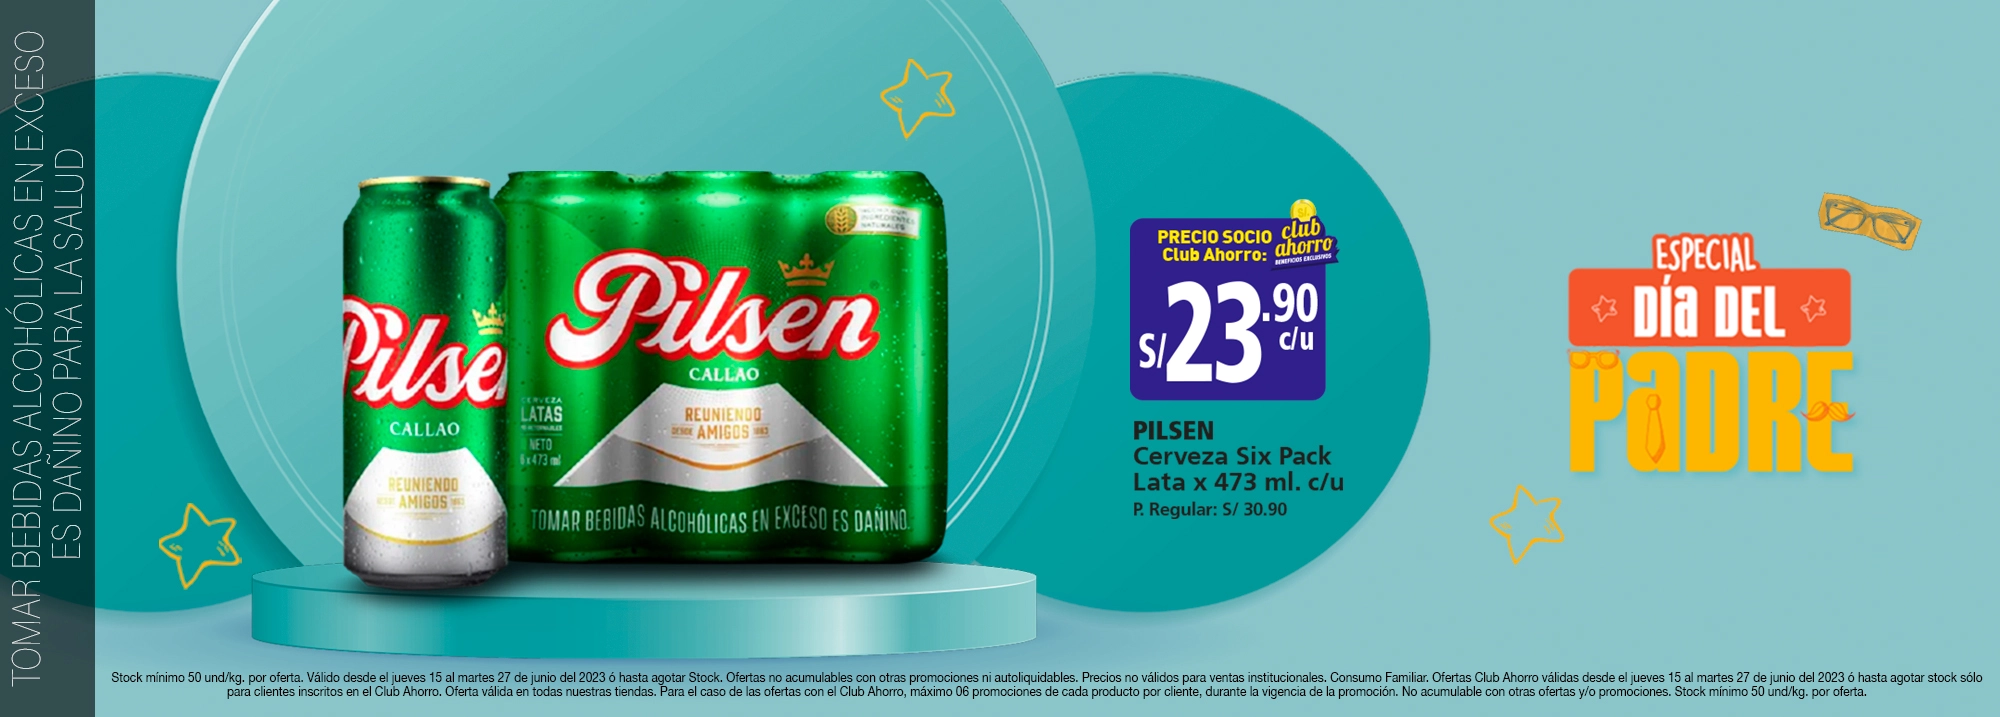 TOMAR BEBIDAS ALCOHÓLICAS EN EXCESO
ES DAÑINO PARA LA SALUD
Pilsen
CALLAO
REUNIENDO
DESDE AMIGOS 1863
INGREDIENTES
NATURALES
Pilsen
CALLAO
CERVEZA
LATAS
NETO
6 x 473 ml
REUNIENDO
DESDE AMIGOS 1863
TOMAR BEBIDAS ALCOHÓLICAS EN EXCESO ES DAÑINO.
PRECIO SOCIO
Club Ahorro:
club
ahorro
BENEFICIOS EXCLUSIVOS
S/23.90
c/u
PILSEN
Cerveza Six Pack
Lata x 473 ml. c/u
P. Regular: S/ 30.90
ESPECIAL
Día DEL
PaDRE
Stock mínimo 50 und/kg. por oferta. Válido desde el jueves 15 al martes 27 de junio del 2023 ó hasta agotar Stock. Ofertas no acumulables con otras promociones ni autoliquidables. Precios no válidos para ventas institucionales. Consumo Familiar. Ofertas Club Ahorro válidas desde el jueves 15 al martes 27 de junio del 2023 ó hasta agotar stock sólo
para clientes inscritos en el Club Ahorro. Oferta válida en todas nuestras tiendas. Para el caso de las ofertas con el Club Ahorro, máximo 06 promociones de cada producto por cliente, durante la vigencia de la promoción. No acumulable con otras ofertas y/o promociones. Stock mínimo 50 und/kg. por oferta.